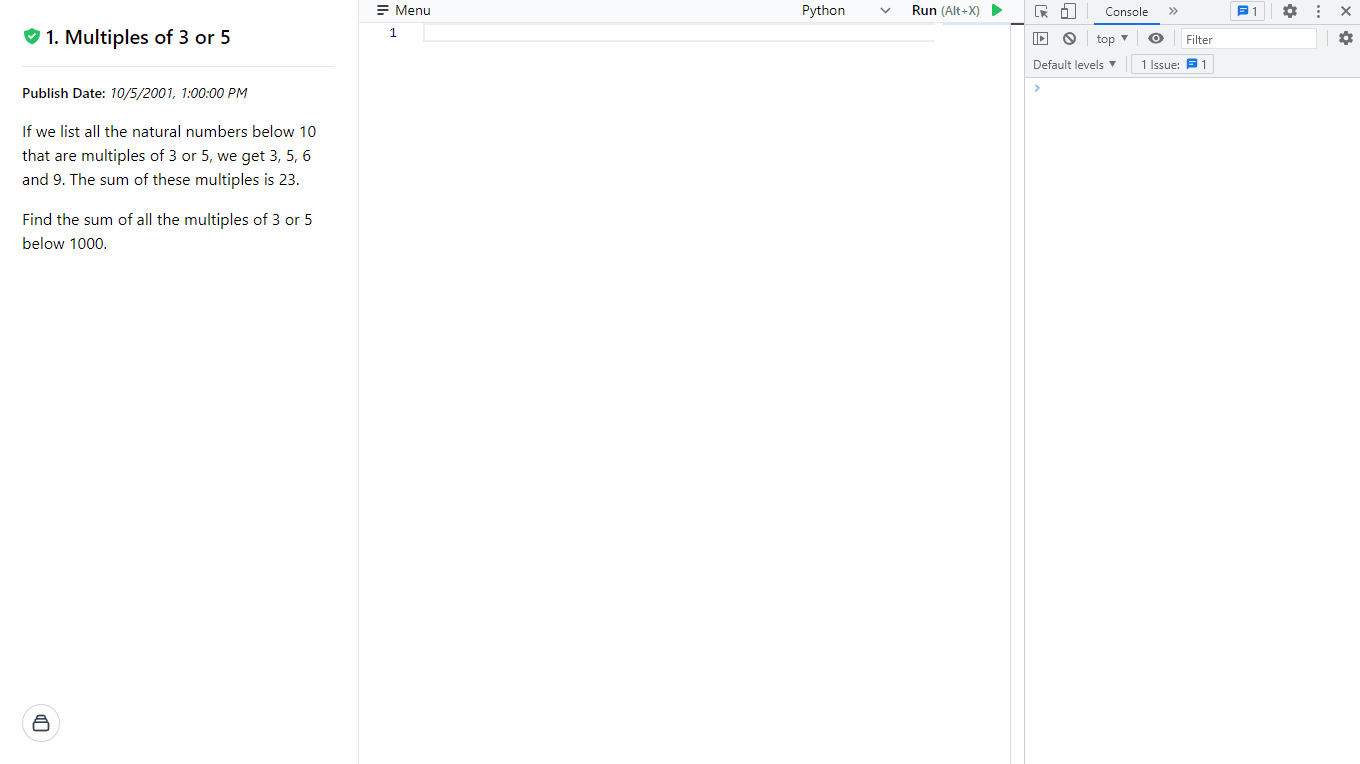 1. Multiples of 3 or 5
Publish Date: 10/5/2001, 1:00:00 PM
If we list all the natural numbers below 10
that are multiples of 3 or 5, we get 3, 5, 6
and 9. The sum of these multiples is 23.
Find the sum of all the multiples of 3 or 5
below 1000.
Menu
Python
Run (Alt+X)
1
Console
1
top
Filter
Default levels
1 Issue: 1